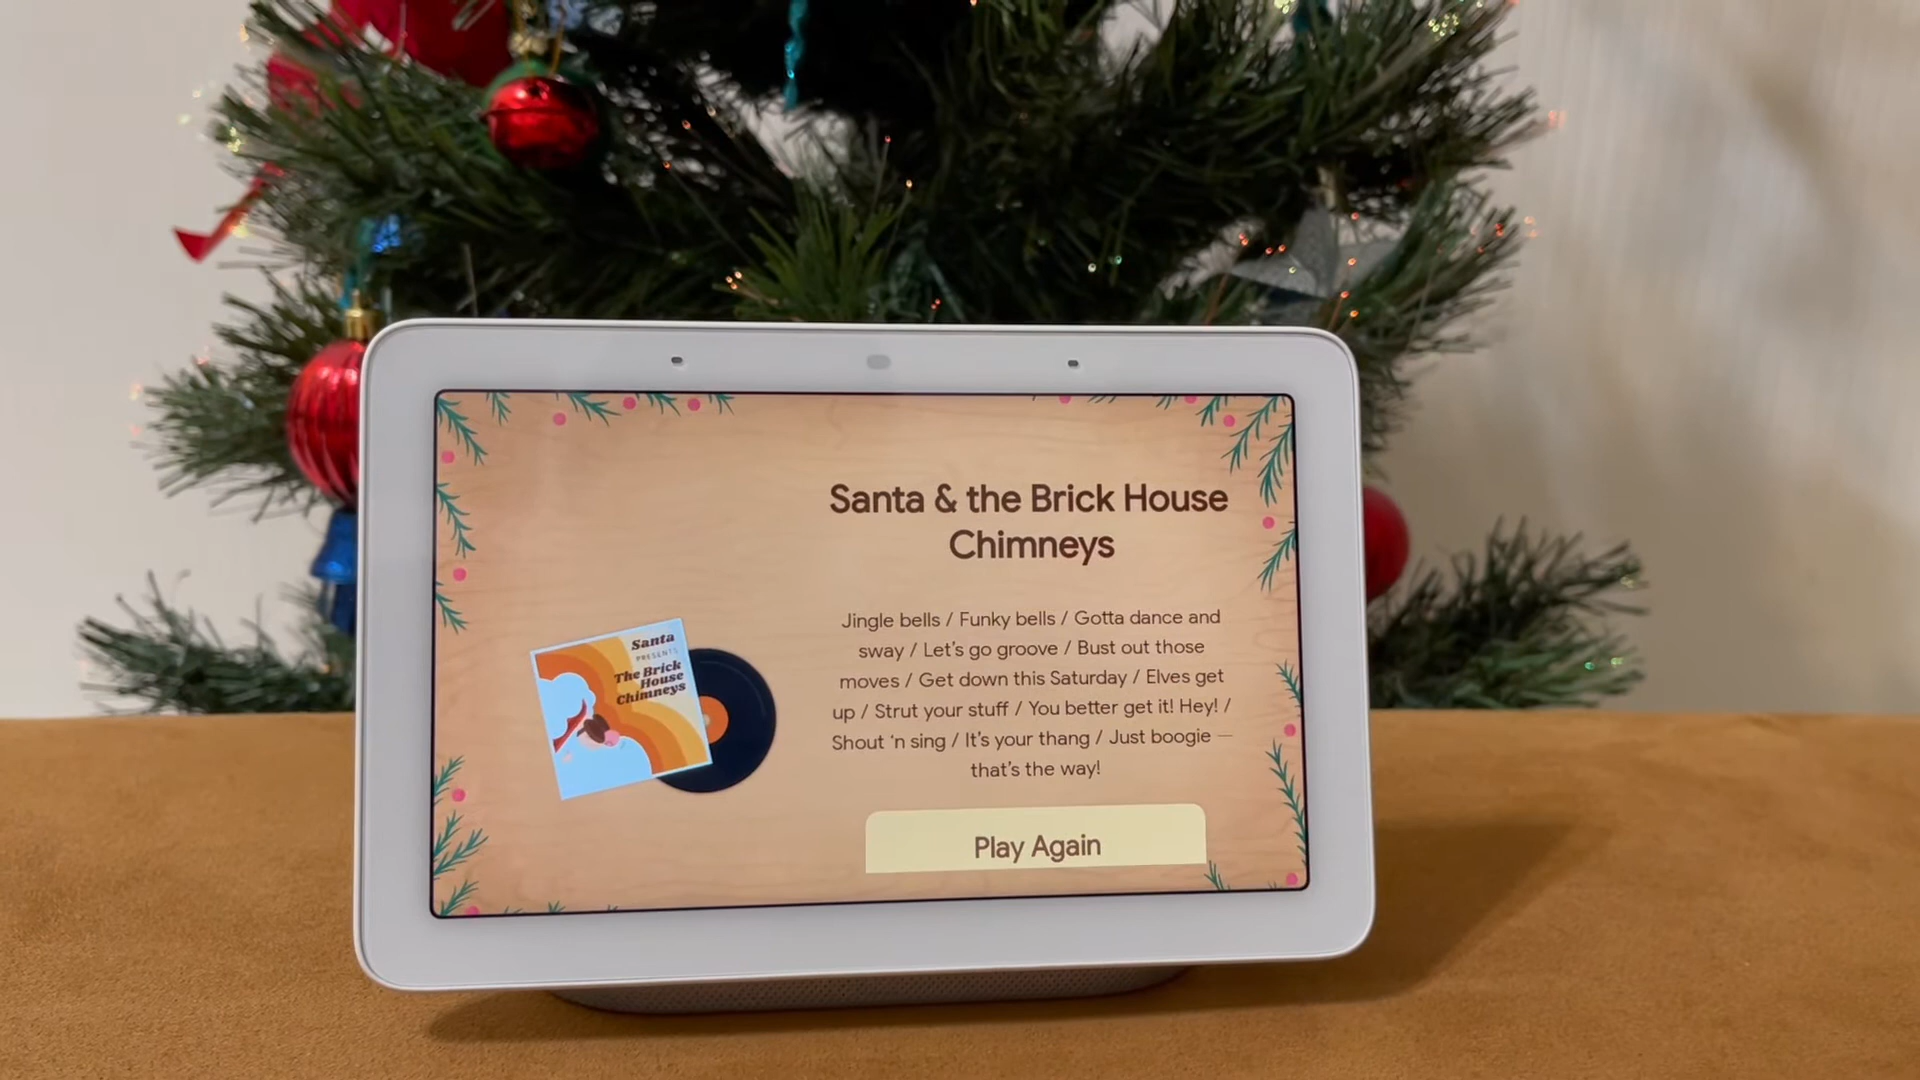 Santa & the Brick House
Chimneys
Jingle bells / Funky bells / Gotta dance and
sway / Let's go groove / Bust out those
moves / Get down this Saturday / Elves get
up / Strut your stuff / You better get it! Hey! /
Shout 'n sing / It's your thang / Just boogie —
that's the way!
Santa
PRESENTS
The Brick
House
Chimneys
Play Again